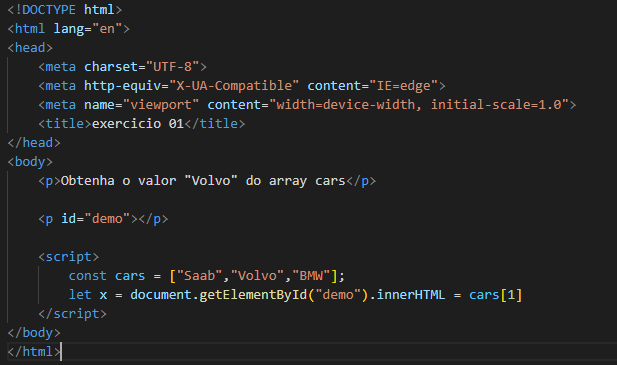 <!DOCTYPE html>
<html lang="en">
<head>
    <meta charset="UTF-8">
    <meta http-equiv="X-UA-Compatible" content="IE=edge">
    <meta name="viewport" content="width=device-width, initial-scale=1.0">
    <title>exercicio 01</title>
</head>
<body>
    <p>Obtenha o valor "Volvo" do array cars</p>

    <p id="demo"></p>

    <script>
        const cars = ["Saab","Volvo","BMW"];
        let x = document.getElementById("demo").innerHTML = cars[1]
    </script>
</body>
</html>